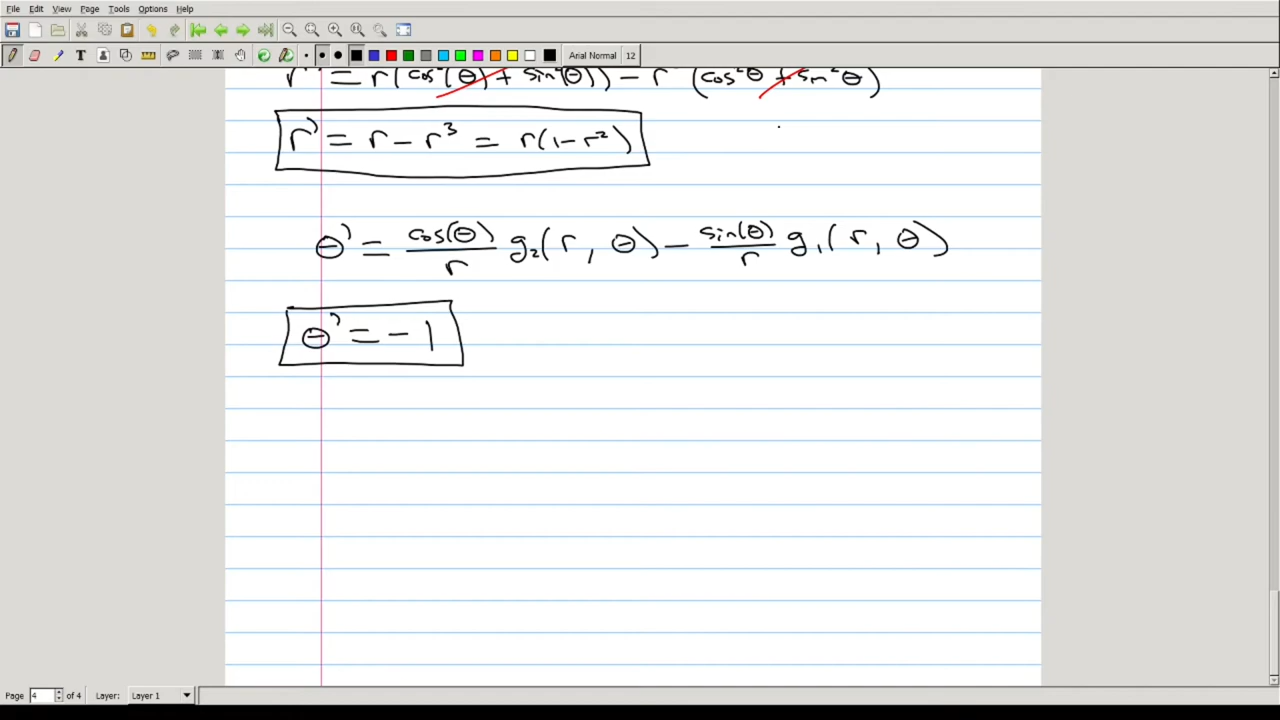 File Edit View Page Tools Options Help
Arial Normal 12
r' = r(cos²(θ) + sin²(θ)) − r³ (cos²θ + sin²θ)
r' = r − r³ = r(1 − r²)
θ' = cos(θ)/r g₂(r, θ) − sin(θ)/r g₁(r, θ)
θ' = −1
Page 4 of 4 Layer: Layer 1